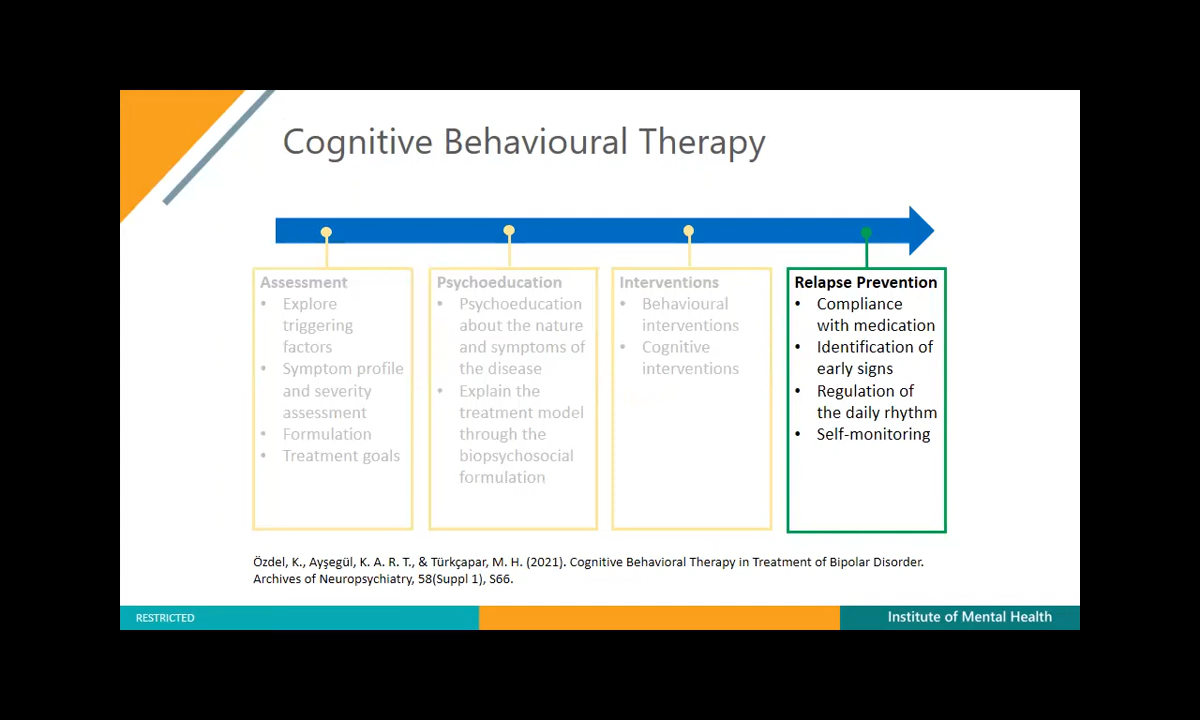 Cognitive Behavioural Therapy
Assessment
• Explore
triggering
factors
• Symptom profile
and severity
assessment
• Formulation
• Treatment goals
Psychoeducation
• Psychoeducation
about the nature
and symptoms of
the disease
• Explain the
treatment model
through the
biopsychosocial
formulation
Interventions
• Behavioural
interventions
• Cognitive
interventions
Relapse Prevention
• Compliance
with medication
• Identification of
early signs
• Regulation of
the daily rhythm
• Self-monitoring
Özdel, K., Ayşegül, K. A. R. T., & Türkçapar, M. H. (2021). Cognitive Behavioral Therapy in Treatment of Bipolar Disorder.
Archives of Neuropsychiatry, 58(Suppl 1), S66.
RESTRICTED
Institute of Mental Health